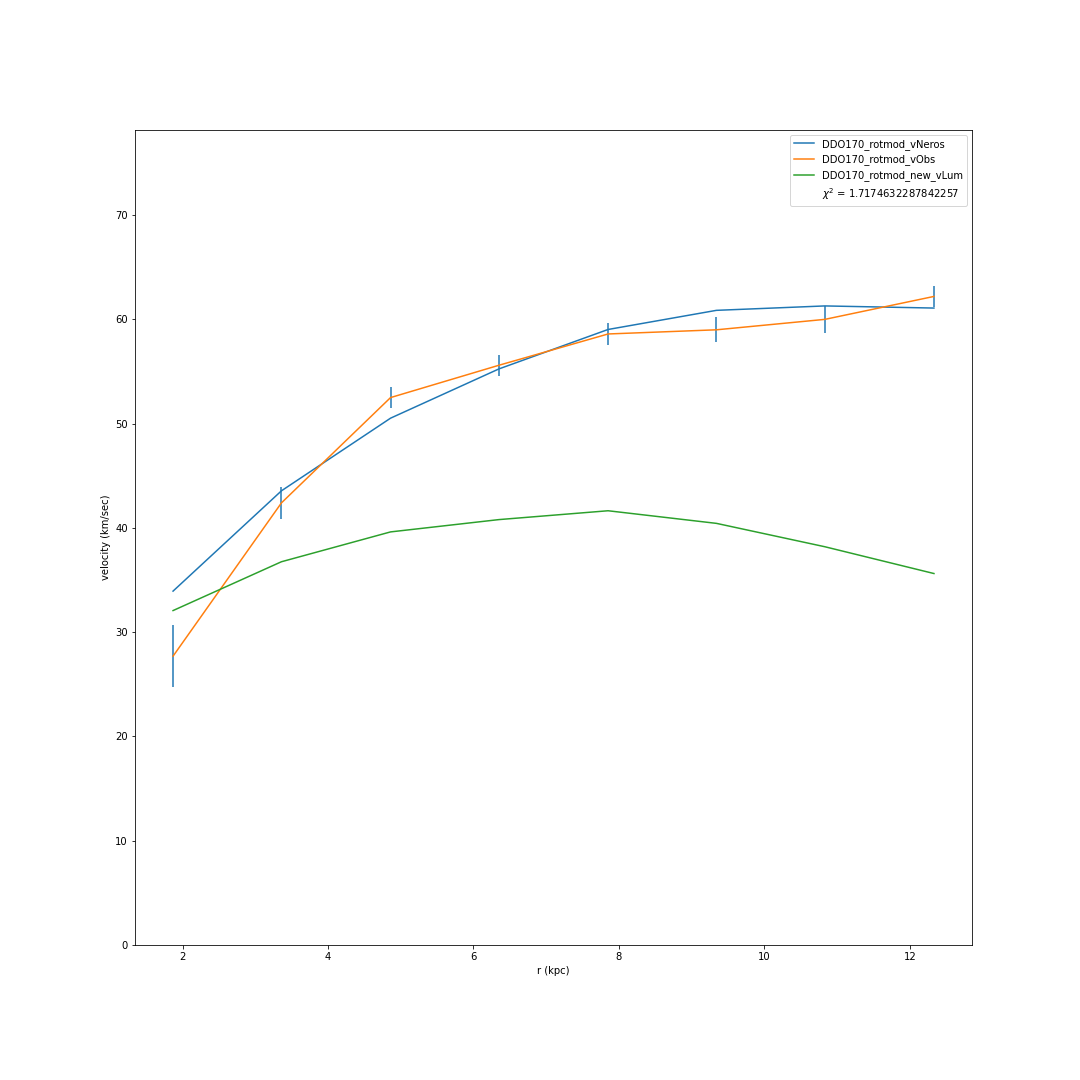 DDO170_rotmod_vNeros
DDO170_rotmod_vObs
DDO170_rotmod_new_vLum
χ² = 1.7174632287842257
70
60
50
40
30
20
10
0
velocity (km/sec)
2 4 6 8 10 12
r (kpc)